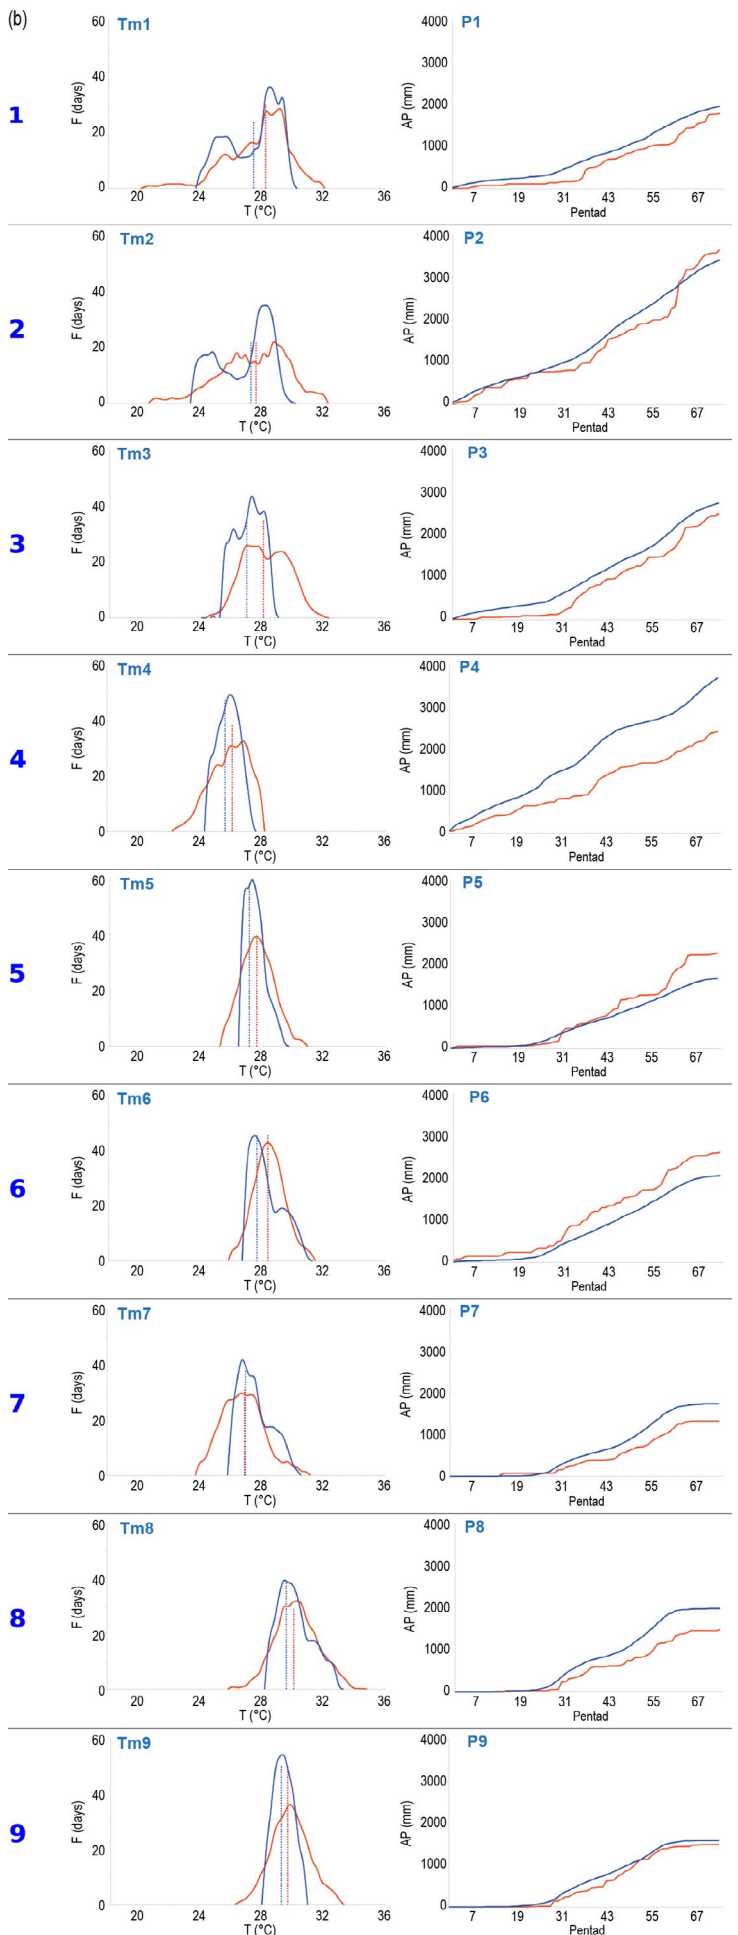 (b)
Tm1
P1
1
F (days)
60
40
20
0
20 24 28 32 36
T (°C)
AP (mm)
4000
3000
2000
1000
0
7 19 31 43 55 67
Pentad
Tm2
P2
2
F (days)
60
40
20
0
20 24 28 32 36
T (°C)
AP (mm)
4000
3000
2000
1000
0
7 19 31 43 55 67
Pentad
Tm3
P3
3
F (days)
60
40
20
0
20 24 28 32 36
T (°C)
AP (mm)
4000
3000
2000
1000
0
7 19 31 43 55 67
Pentad
Tm4
P4
4
F (days)
60
40
20
0
20 24 28 32 36
T (°C)
AP (mm)
4000
3000
2000
1000
0
7 19 31 43 55 67
Pentad
Tm5
P5
5
F (days)
60
40
20
0
20 24 28 32 36
T (°C)
AP (mm)
4000
3000
2000
1000
0
7 19 31 43 55 67
Pentad
Tm6
P6
6
F (days)
60
40
20
0
20 24 28 32 36
T (°C)
AP (mm)
4000
3000
2000
1000
0
7 19 31 43 55 67
Pentad
Tm7
P7
7
F (days)
60
40
20
0
20 24 28 32 36
T (°C)
AP (mm)
4000
3000
2000
1000
0
7 19 31 43 55 67
Pentad
Tm8
P8
8
F (days)
60
40
20
0
20 24 28 32 36
T (°C)
AP (mm)
4000
3000
2000
1000
0
7 19 31 43 55 67
Pentad
Tm9
P9
9
F (days)
60
40
20
0
20 24 28 32 36
T (°C)
AP (mm)
4000
3000
2000
1000
0
7 19 31 43 55 67
Pentad